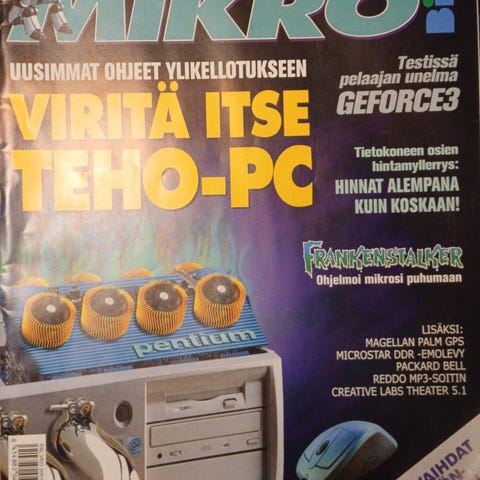 MIKRO
UUSIMMAT OHJEET YLIKELLOTUKSEEN
VIRITÄ ITSE
TEHO-PC
Testissä
pelaajan unelma
GEFORCE3
Tietokoneen osien
hintamyllerrys:
HINNAT ALEMPANA
KUIN KOSKAAN!
FRANKENSTALKER
Ohjelmoi mikrosi puhumaan
pentium
LISÄKSI:
MAGELLAN PALM GPS
MICROSTAR DDR -EMOLEVY
PACKARD BELL
REDDO MP3-SOITIN
CREATIVE LABS THEATER 5.1
VAIHDAT